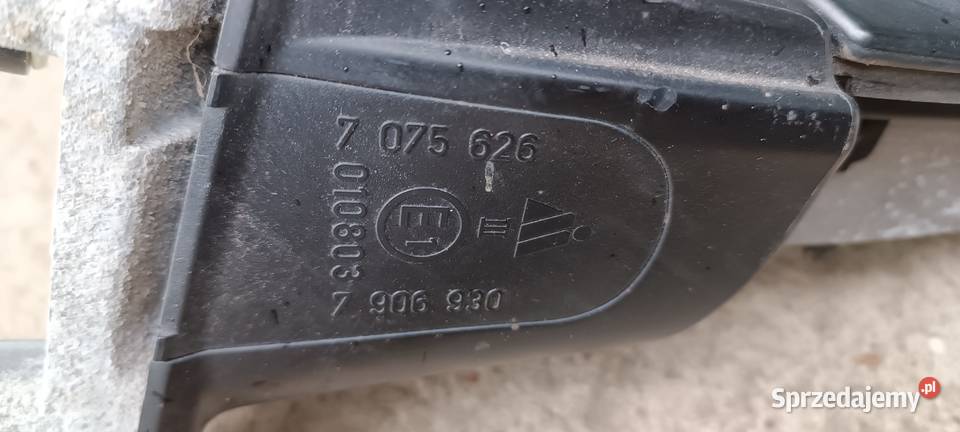 7 075 626
010803
E1
III
7 906 930
Sprzedajemy.pl